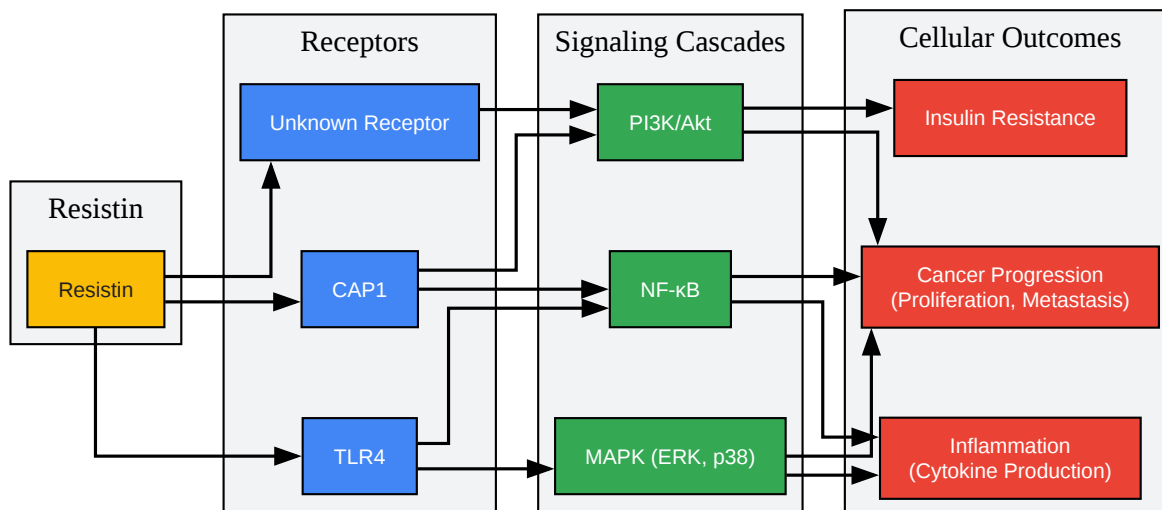 Receptors
Signaling Cascades
Cellular Outcomes
Unknown Receptor
PI3K/Akt
Insulin Resistance
Resistin
Resistin
CAP1
NF-κB
Cancer Progression
(Proliferation, Metastasis)
TLR4
MAPK (ERK, p38)
Inflammation
(Cytokine Production)